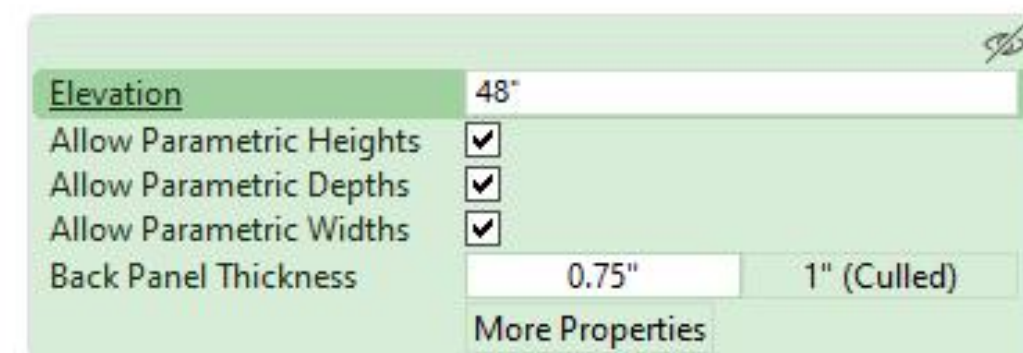 Elevation 48"
Allow Parametric Heights
Allow Parametric Depths
Allow Parametric Widths
Back Panel Thickness 0.75" 1" (Culled)
More Properties